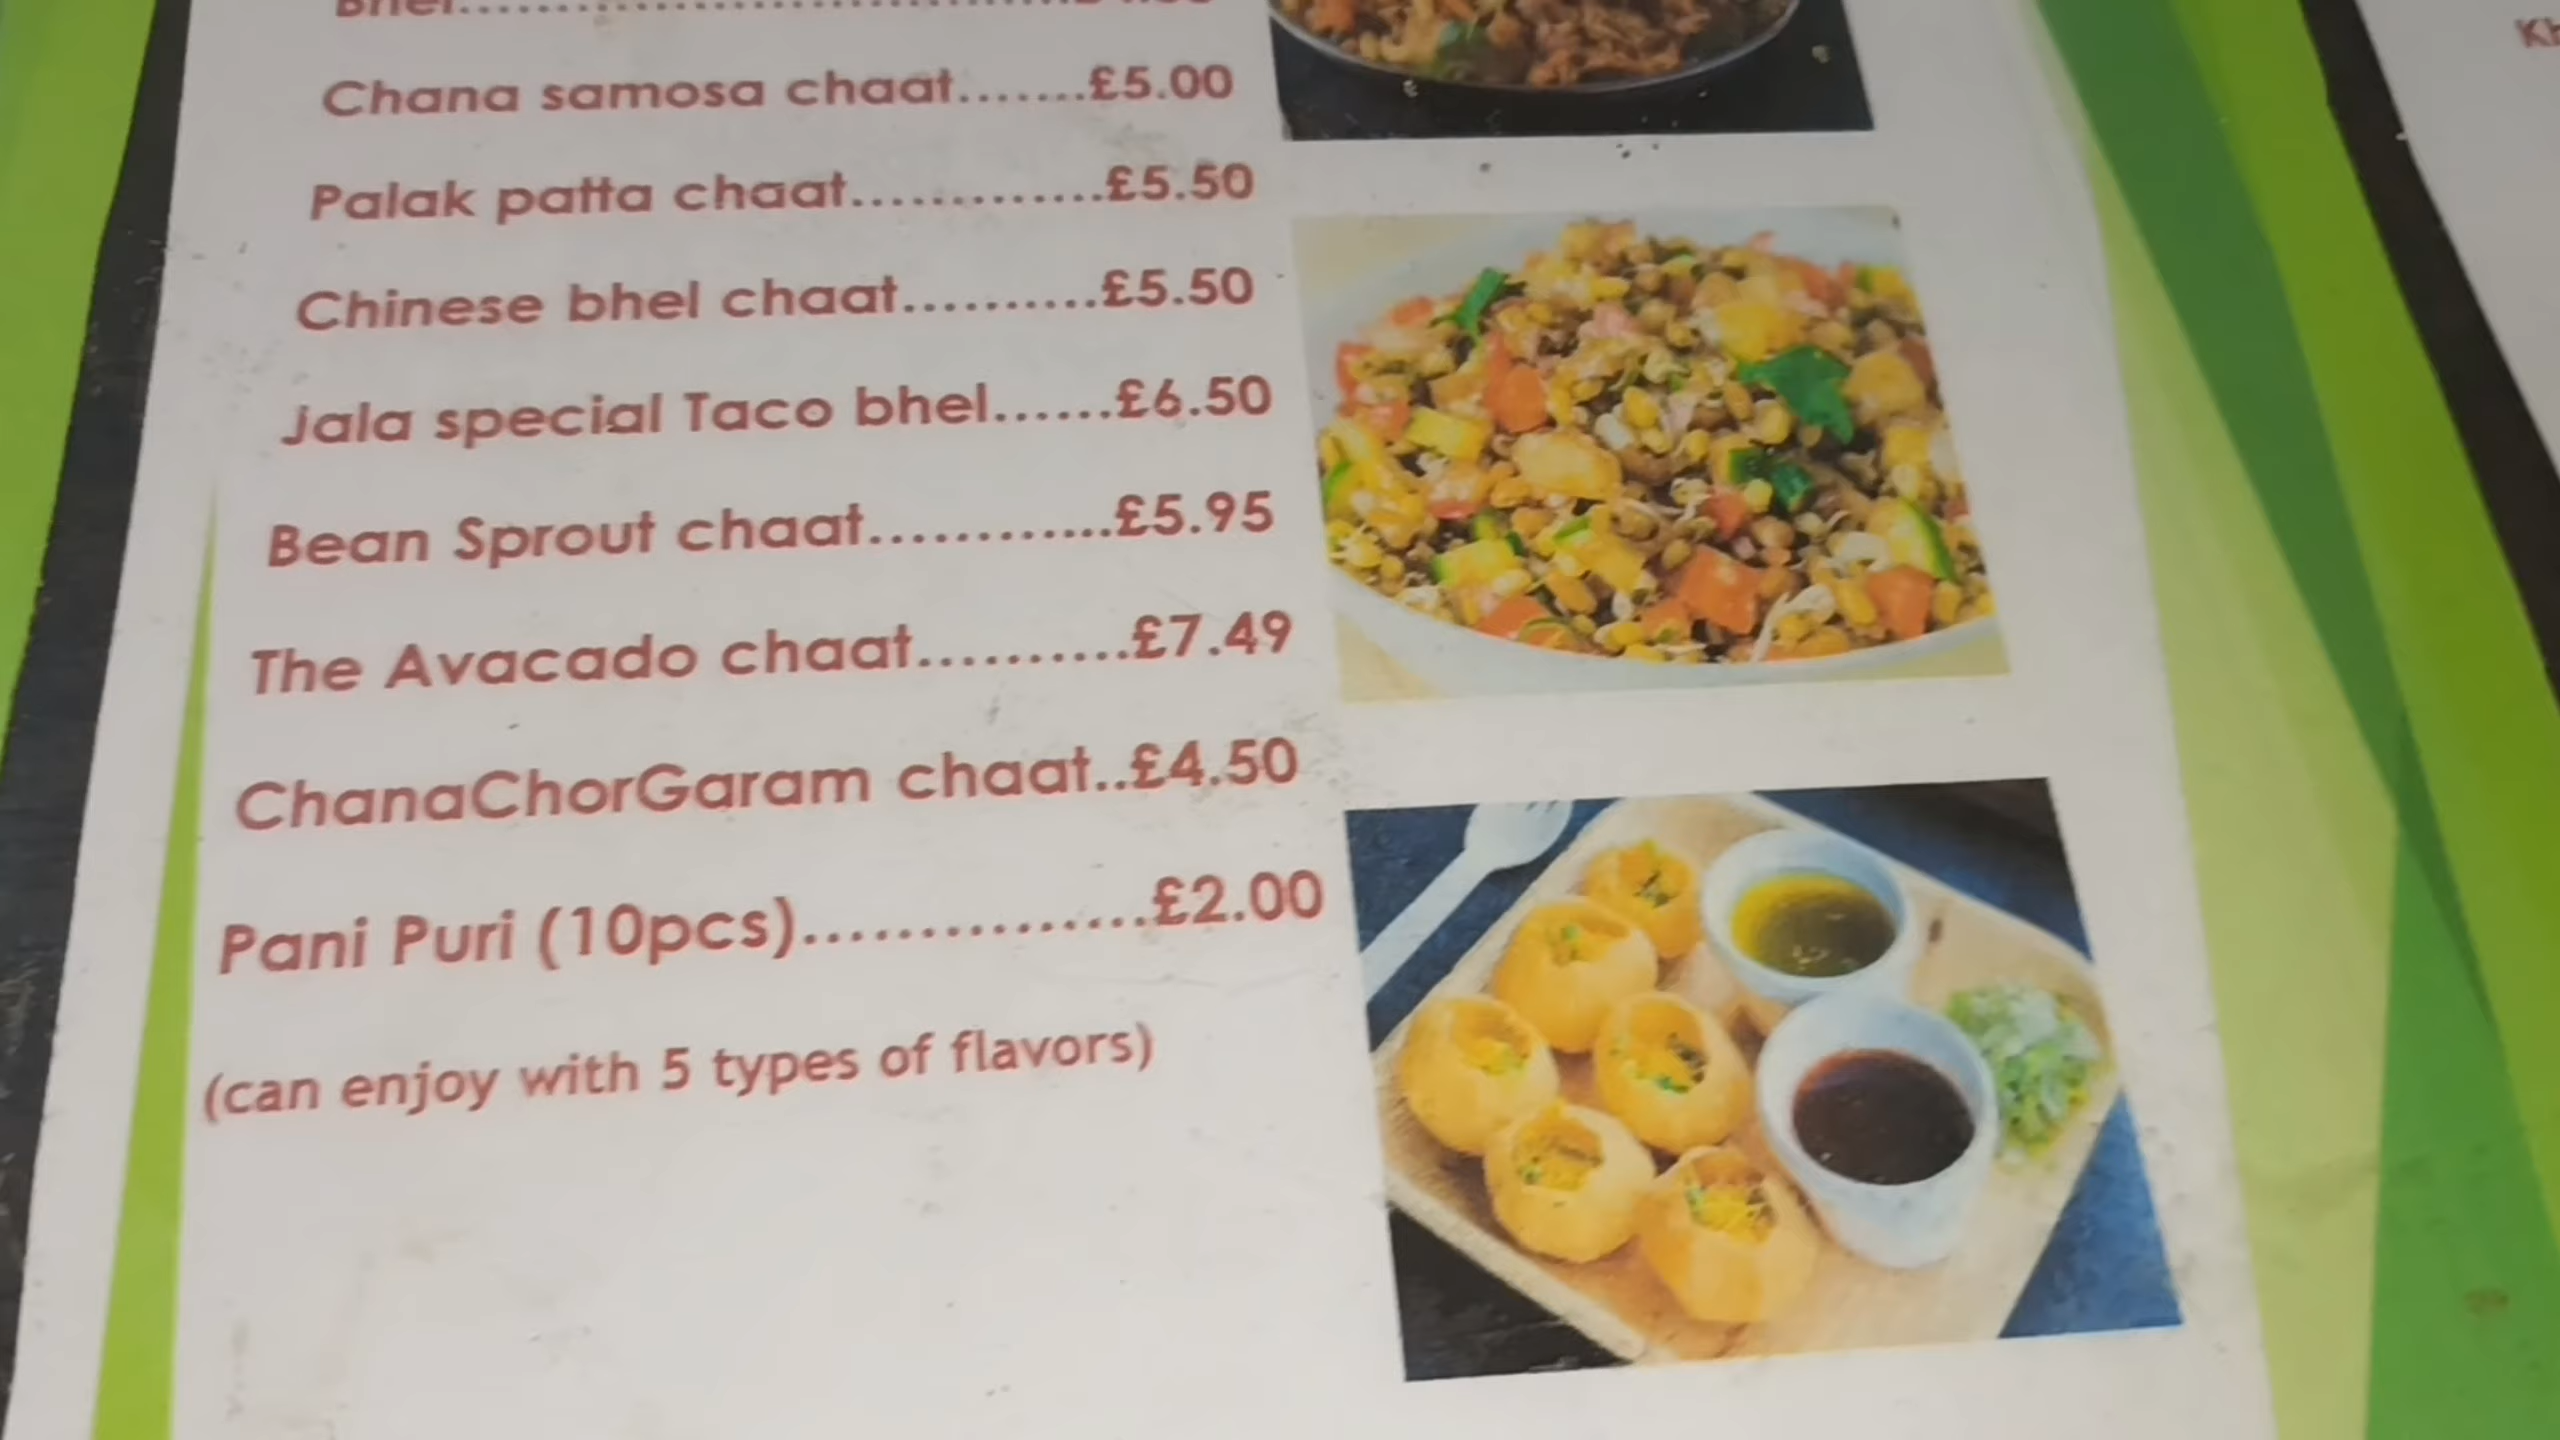 Bhel
Chana samosa chaat.......£5.00
Palak patta chaat.............£5.50
Chinese bhel chaat..........£5.50
Jala special Taco bhel......£6.50
Bean Sprout chaat............£5.95
The Avacado chaat..........£7.49
ChanaChorGaram chaat..£4.50
Pani Puri (10pcs)...............£2.00
(can enjoy with 5 types of flavors)